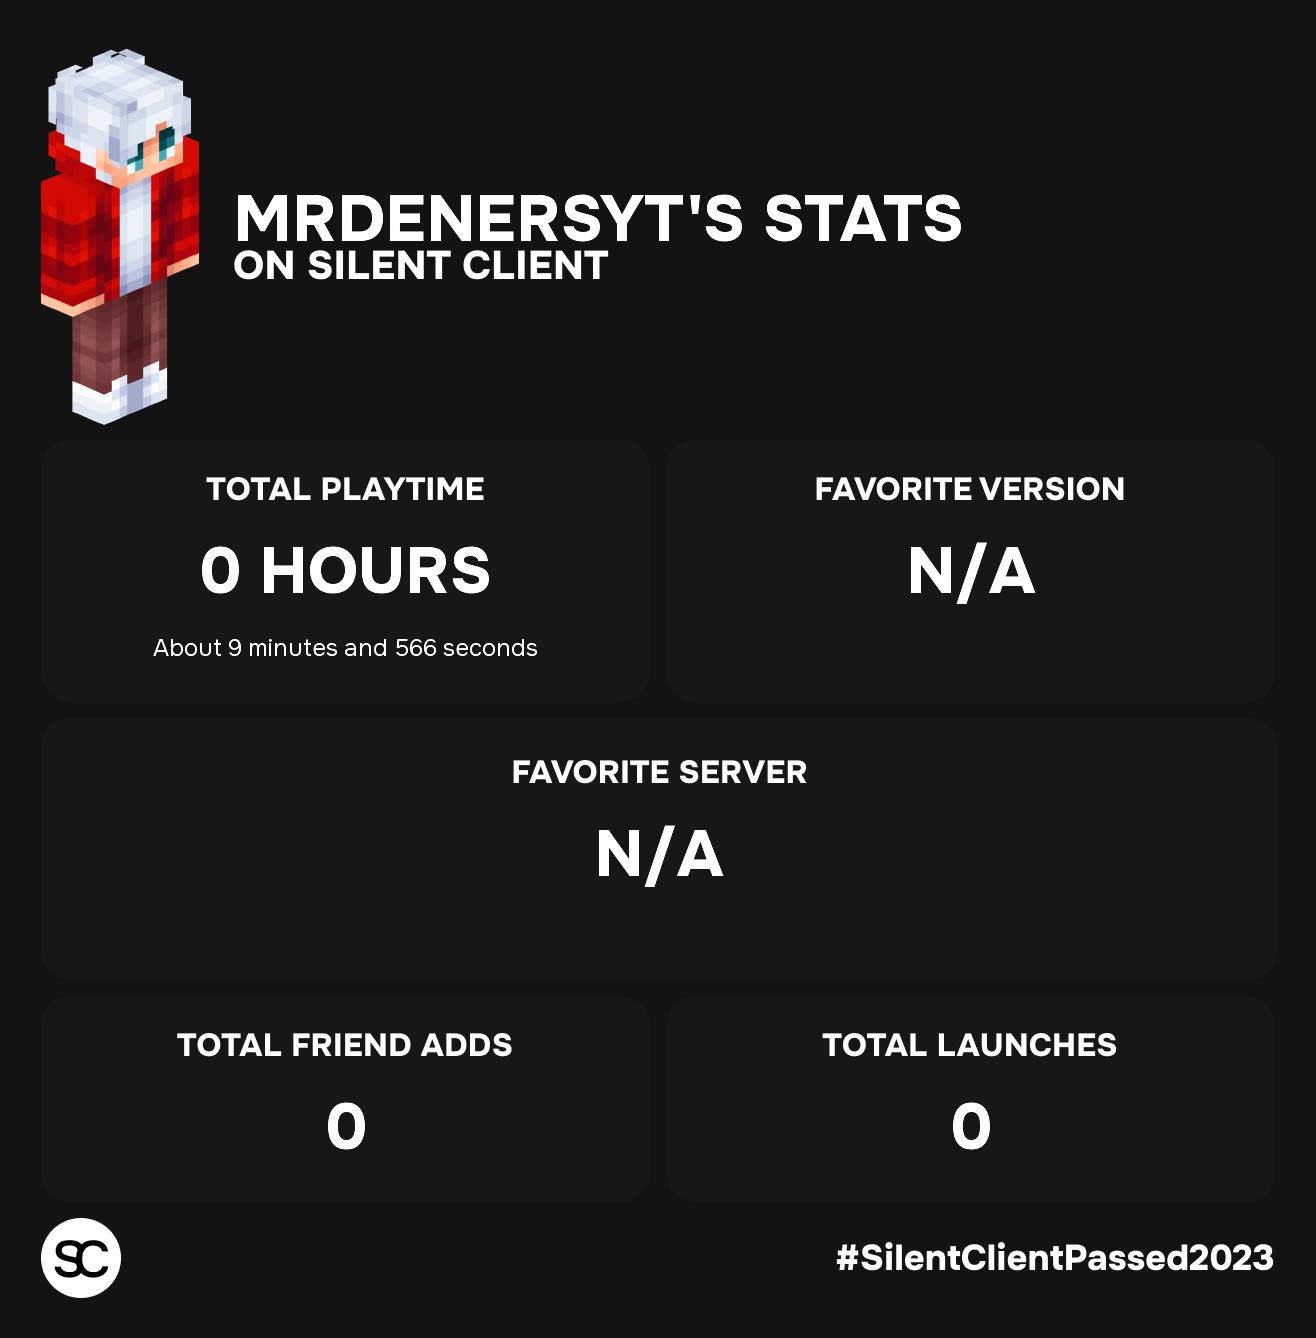 MRDENERSYT'S STATS
ON SILENT CLIENT
TOTAL PLAYTIME
0 HOURS
About 9 minutes and 566 seconds
FAVORITE VERSION
N/A
FAVORITE SERVER
N/A
TOTAL FRIEND ADDS
0
TOTAL LAUNCHES
0
SC
#SilentClientPassed2023